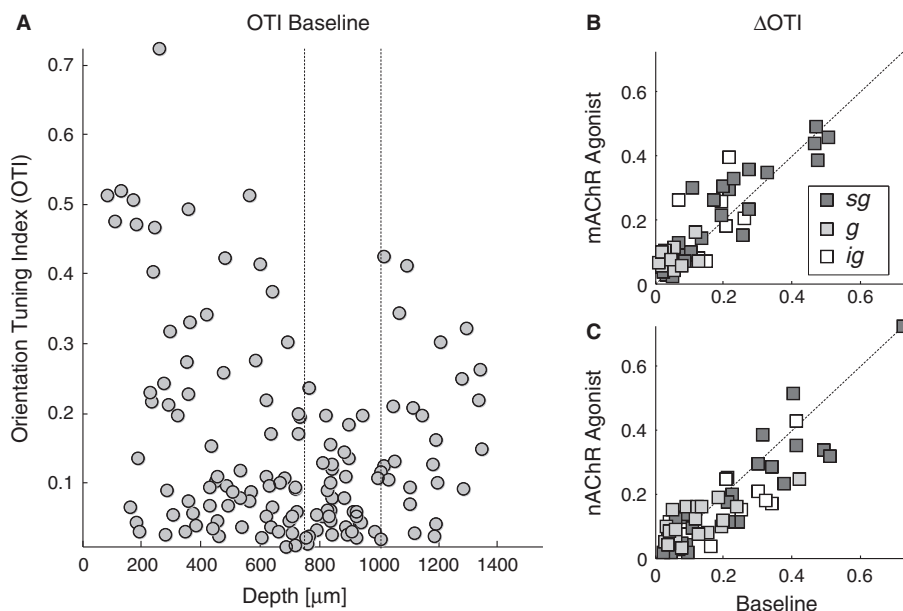 A
OTI Baseline
Orientation Tuning Index (OTI)
0.7
0.6
0.5
0.4
0.3
0.2
0.1
0 200 400 600 800 1000 1200 1400
Depth [μm]
B
ΔOTI
mAChR Agonist
0.6
0.4
0.2
0
0 0.2 0.4 0.6
sg
g
ig
C
nAChR Agonist
0.6
0.4
0.2
0
0 0.2 0.4 0.6
Baseline